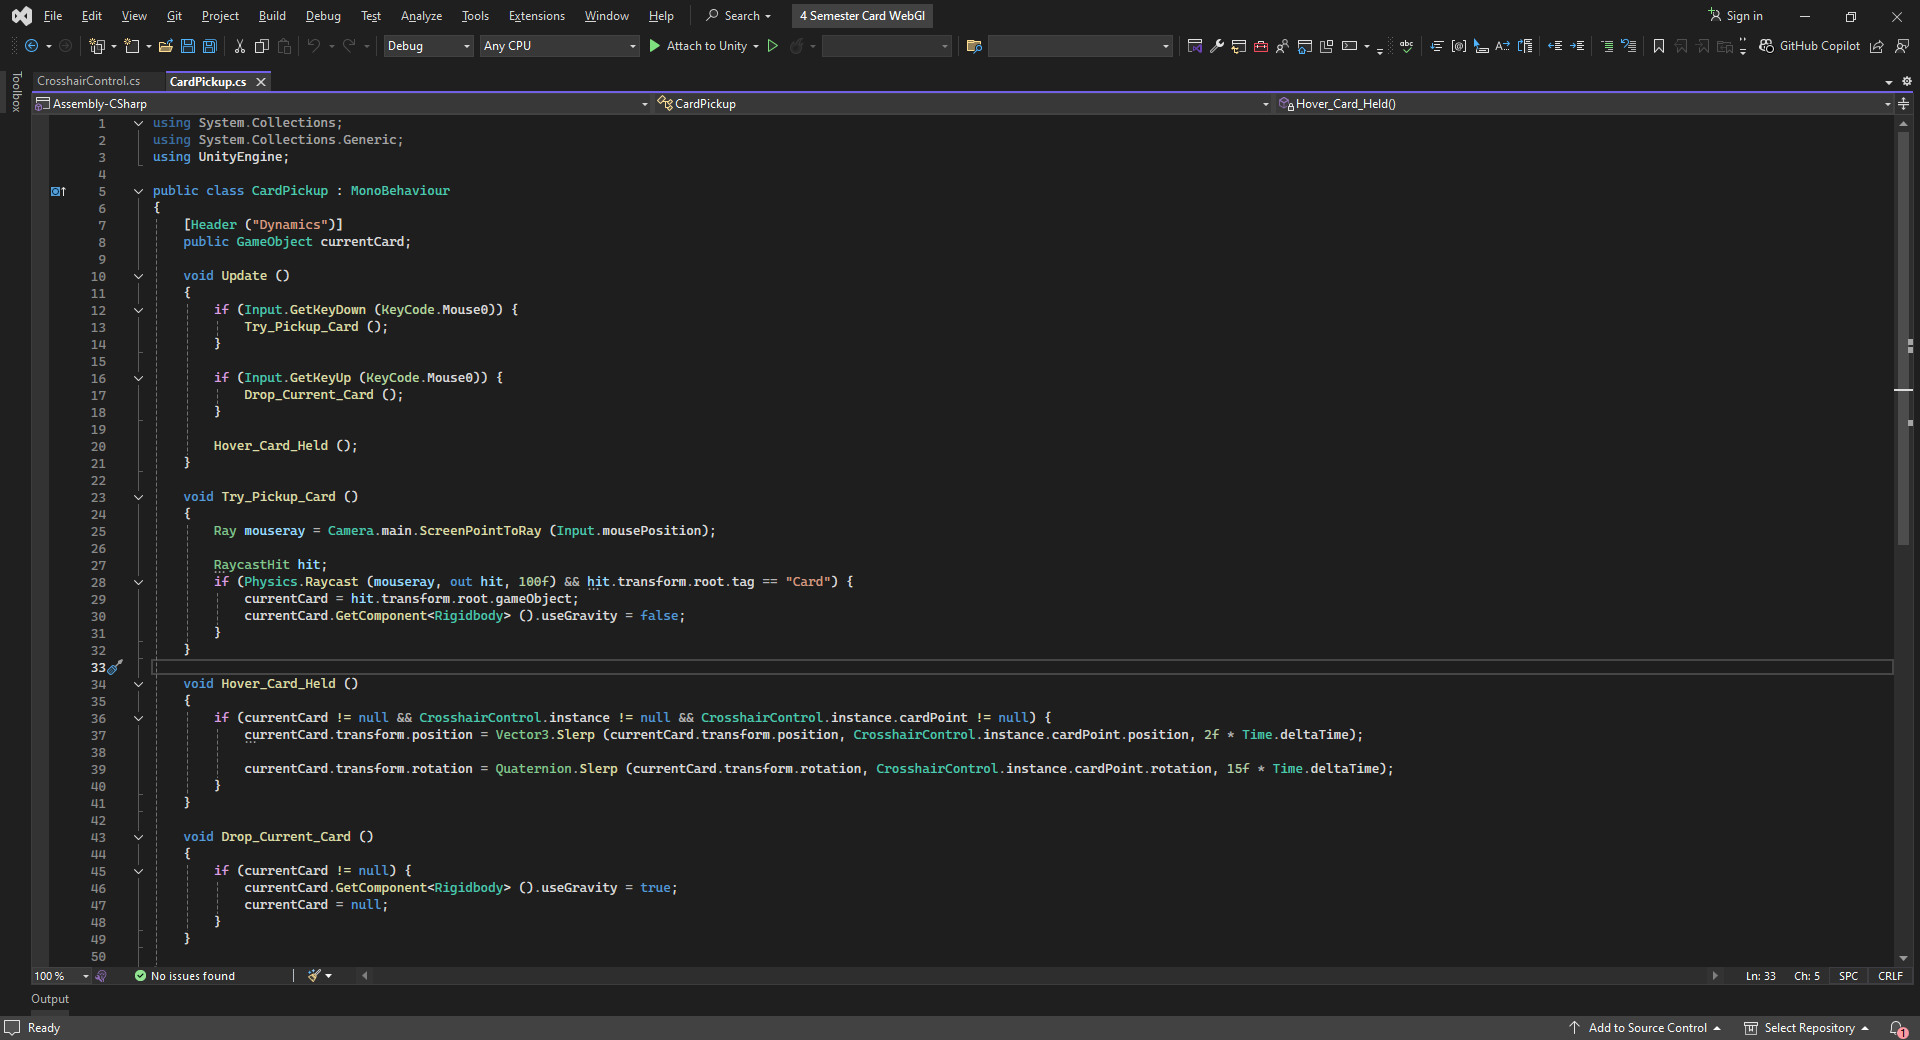 File Edit View Git Project Build Debug Test Analyze Tools Extensions Window Help Search 4 Semester Card WebGl Sign in
Debug Any CPU Attach to Unity GitHub Copilot
Toolbox
CrosshairControl.cs CardPickup.cs
Assembly-CSharp CardPickup Hover_Card_Held()
1 using System.Collections;
2 using System.Collections.Generic;
3 using UnityEngine;
4
5 public class CardPickup : MonoBehaviour
6 {
7 [Header ("Dynamics")]
8 public GameObject currentCard;
9
10 void Update ()
11 {
12 if (Input.GetKeyDown (KeyCode.Mouse0)) {
13 Try_Pickup_Card ();
14 }
15
16 if (Input.GetKeyUp (KeyCode.Mouse0)) {
17 Drop_Current_Card ();
18 }
19
20 Hover_Card_Held ();
21 }
22
23 void Try_Pickup_Card ()
24 {
25 Ray mouseray = Camera.main.ScreenPointToRay (Input.mousePosition);
26
27 RaycastHit hit;
28 if (Physics.Raycast (mouseray, out hit, 100f) && hit.transform.root.tag == "Card") {
29 currentCard = hit.transform.root.gameObject;
30 currentCard.GetComponent<Rigidbody> ().useGravity = false;
31 }
32 }
33
34 void Hover_Card_Held ()
35 {
36 if (currentCard != null && CrosshairControl.instance != null && CrosshairControl.instance.cardPoint != null) {
37 currentCard.transform.position = Vector3.Slerp (currentCard.transform.position, CrosshairControl.instance.cardPoint.position, 2f * Time.deltaTime);
38
39 currentCard.transform.rotation = Quaternion.Slerp (currentCard.transform.rotation, CrosshairControl.instance.cardPoint.rotation, 15f * Time.deltaTime);
40 }
41 }
42
43 void Drop_Current_Card ()
44 {
45 if (currentCard != null) {
46 currentCard.GetComponent<Rigidbody> ().useGravity = true;
47 currentCard = null;
48 }
49 }
50
100 % No issues found Ln: 33 Ch: 5 SPC CRLF
Output
Ready Add to Source Control Select Repository 1